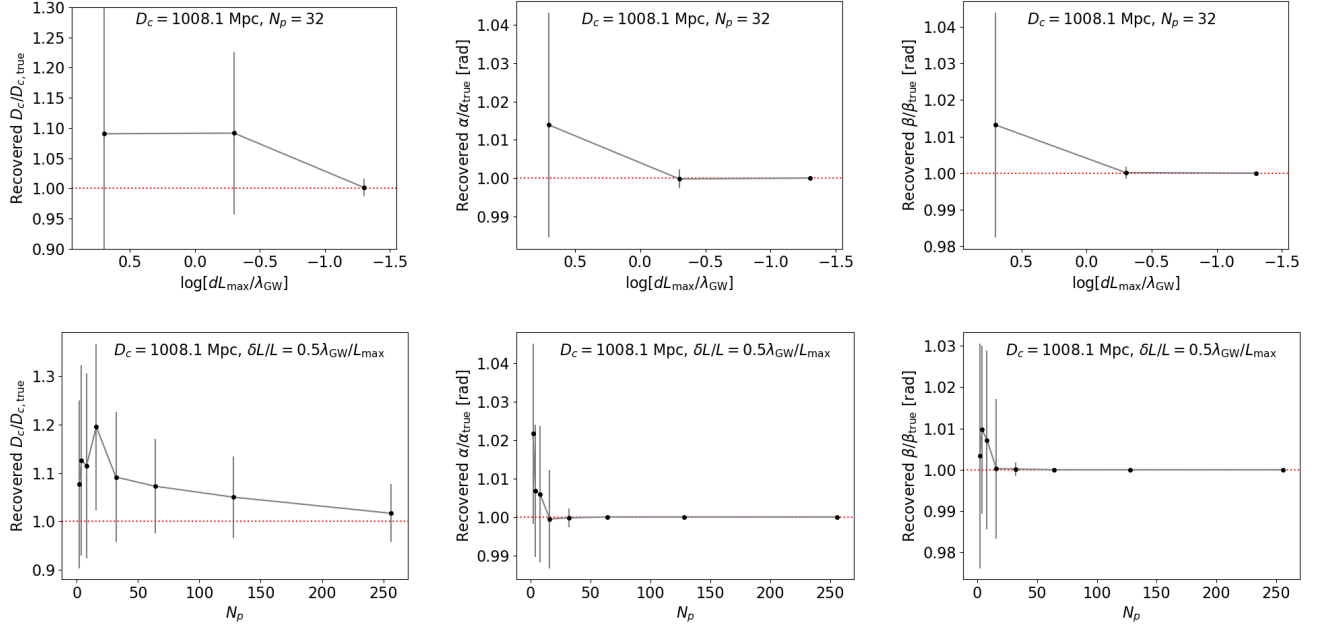 D_c = 1008.1 Mpc, N_p = 32
Recovered D_c/D_c,true
1.30
1.25
1.20
1.15
1.10
1.05
1.00
0.95
0.90
0.5 0.0 −0.5 −1.0 −1.5
log[dL_max/λ_GW]
D_c = 1008.1 Mpc, N_p = 32
Recovered α/α_true [rad]
1.04
1.03
1.02
1.01
1.00
0.99
0.5 0.0 −0.5 −1.0 −1.5
log[dL_max/λ_GW]
D_c = 1008.1 Mpc, N_p = 32
Recovered β/β_true [rad]
1.04
1.03
1.02
1.01
1.00
0.99
0.98
0.5 0.0 −0.5 −1.0 −1.5
log[dL_max/λ_GW]
D_c = 1008.1 Mpc, δL/L = 0.5λ_GW/L_max
Recovered D_c/D_c,true
1.3
1.2
1.1
1.0
0.9
0 50 100 150 200 250
N_p
D_c = 1008.1 Mpc, δL/L = 0.5λ_GW/L_max
Recovered α/α_true [rad]
1.04
1.03
1.02
1.01
1.00
0.99
0 50 100 150 200 250
N_p
D_c = 1008.1 Mpc, δL/L = 0.5λ_GW/L_max
Recovered β/β_true [rad]
1.03
1.02
1.01
1.00
0.99
0.98
0 50 100 150 200 250
N_p